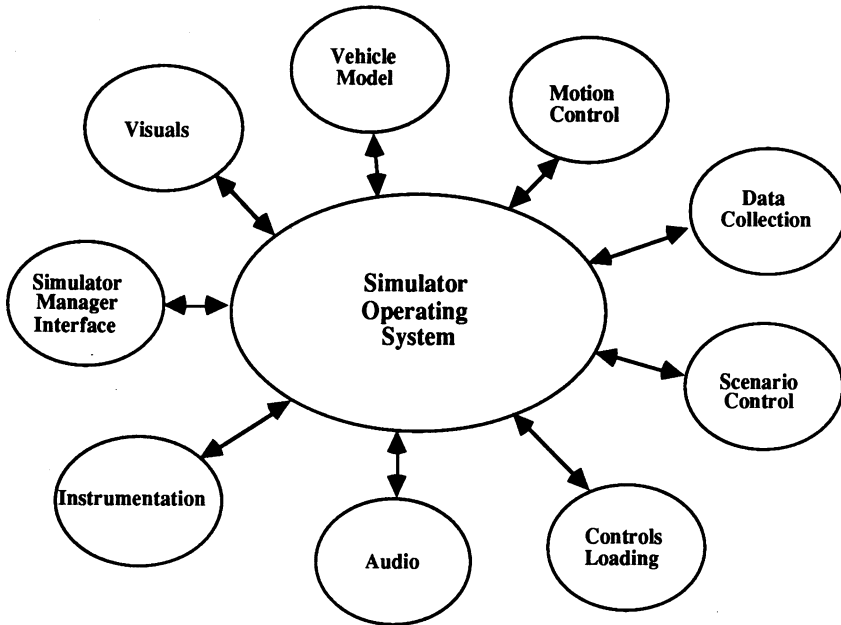 Vehicle
Model
Motion
Control
Visuals
Data
Collection
Simulator
Operating
System
Simulator
Manager
Interface
Scenario
Control
Instrumentation
Audio
Controls
Loading